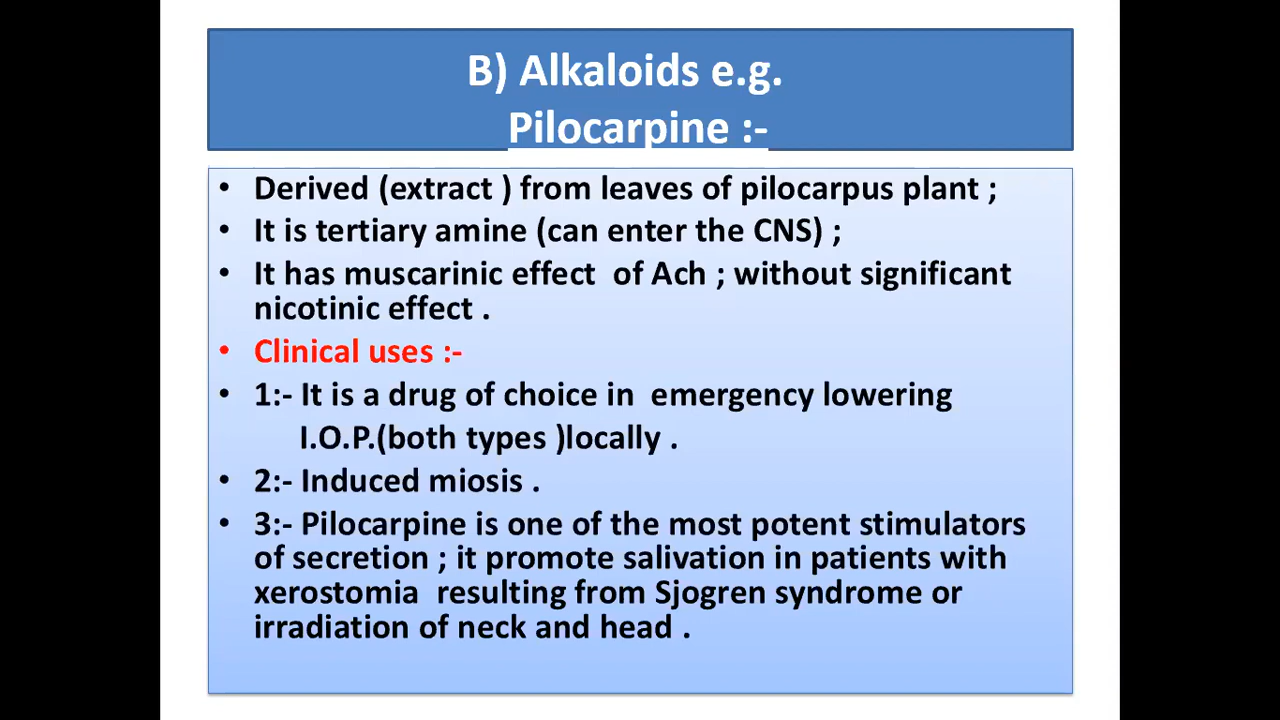 B) Alkaloids e.g.
Pilocarpine :-
• Derived (extract ) from leaves of pilocarpus plant ;
• It is tertiary amine (can enter the CNS) ;
• It has muscarinic effect of Ach ; without significant
nicotinic effect .
• Clinical uses :-
• 1:- It is a drug of choice in emergency lowering
I.O.P.(both types )locally .
• 2:- Induced miosis .
• 3:- Pilocarpine is one of the most potent stimulators
of secretion ; it promote salivation in patients with
xerostomia resulting from Sjogren syndrome or
irradiation of neck and head .